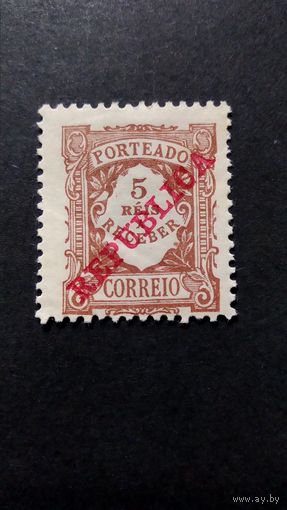 PORTEADO
5
RÉIS
RECEBER
REPUBLICA
CORREIO
www.ay.by